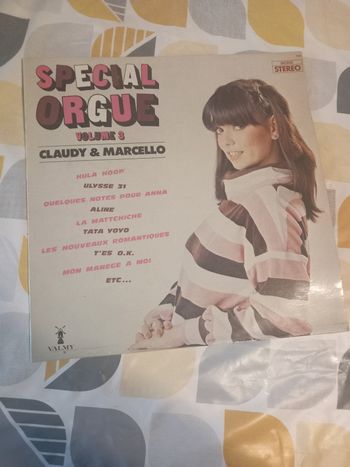 STEREO
SPECIAL
ORGUE
VOLUME 3
CLAUDY & MARCELLO
HULA HOOP
ULYSSE 31
QUELQUES NOTES POUR ANNA
ALINE
LA MATTCHICHE
TATA YOYO
LES NOUVEAUX ROMANTIQUES
T'ES O.K.
MON MANEGE A MOI
ETC...
VALMY